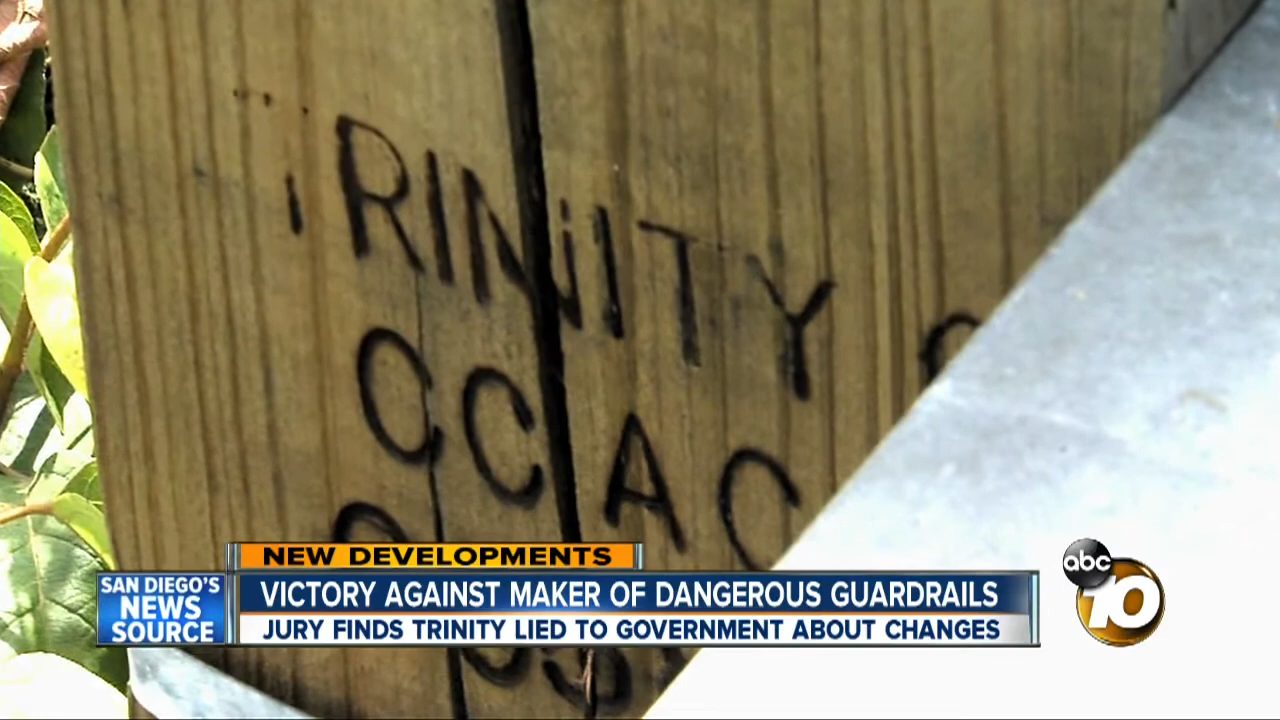 TRINITY
CCA C
NEW DEVELOPMENTS
SAN DIEGO'S
NEWS
SOURCE
VICTORY AGAINST MAKER OF DANGEROUS GUARDRAILS
JURY FINDS TRINITY LIED TO GOVERNMENT ABOUT CHANGES
abc
10